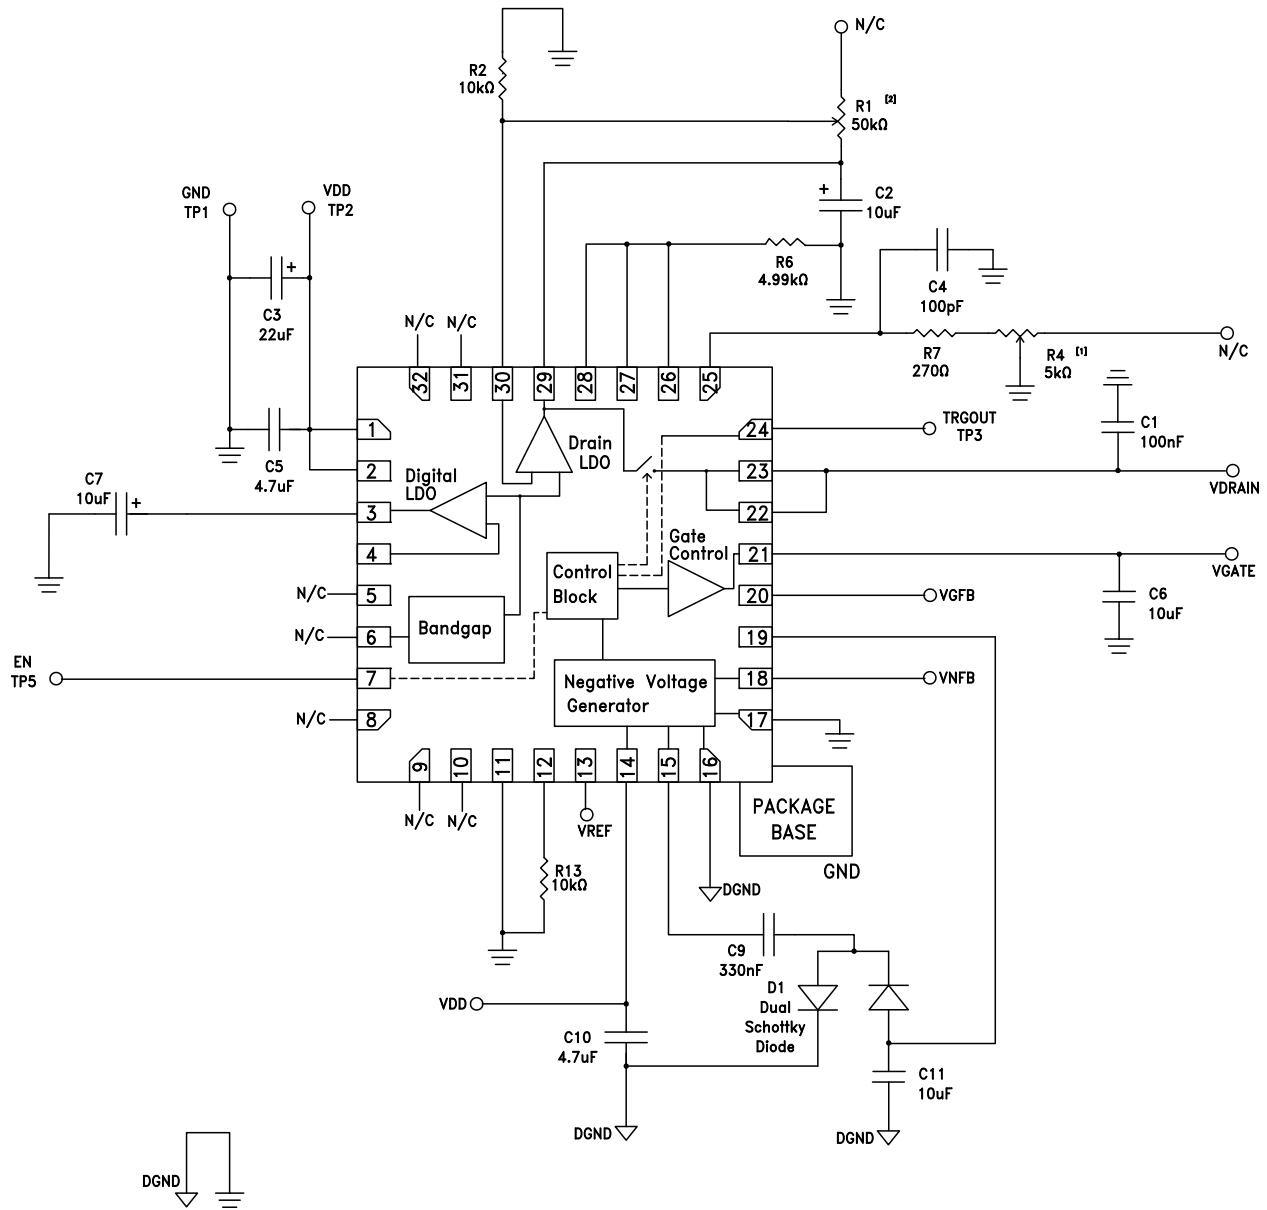 N/C
R2
10kΩ
R1 [2]
50kΩ
GND
TP1
VDD
TP2
+
C2
10uF
R6
4.99kΩ
C4
100pF
+
C3
22uF
N/C
N/C
R7
270Ω
R4 [1]
5kΩ
N/C
32
31
30
29
28
27
26
25
C1
100nF
TRGOUT
TP3
1
2
3
4
5
6
7
8
24
23
22
21
20
19
18
17
C5
4.7uF
C7
10uF
+
Digital
LDO
Drain
LDO
VDRAIN
Gate
Control
VGATE
Control
Block
C6
10uF
VGFB
N/C
N/C
Bandgap
EN
TP5
Negative Voltage
Generator
VNFB
N/C
9
10
11
12
13
14
15
16
N/C
N/C
VREF
PACKAGE
BASE
GND
R13
10kΩ
DGND
C9
330nF
D1
Dual
Schottky
Diode
VDD
C10
4.7uF
C11
10uF
DGND
DGND
DGND